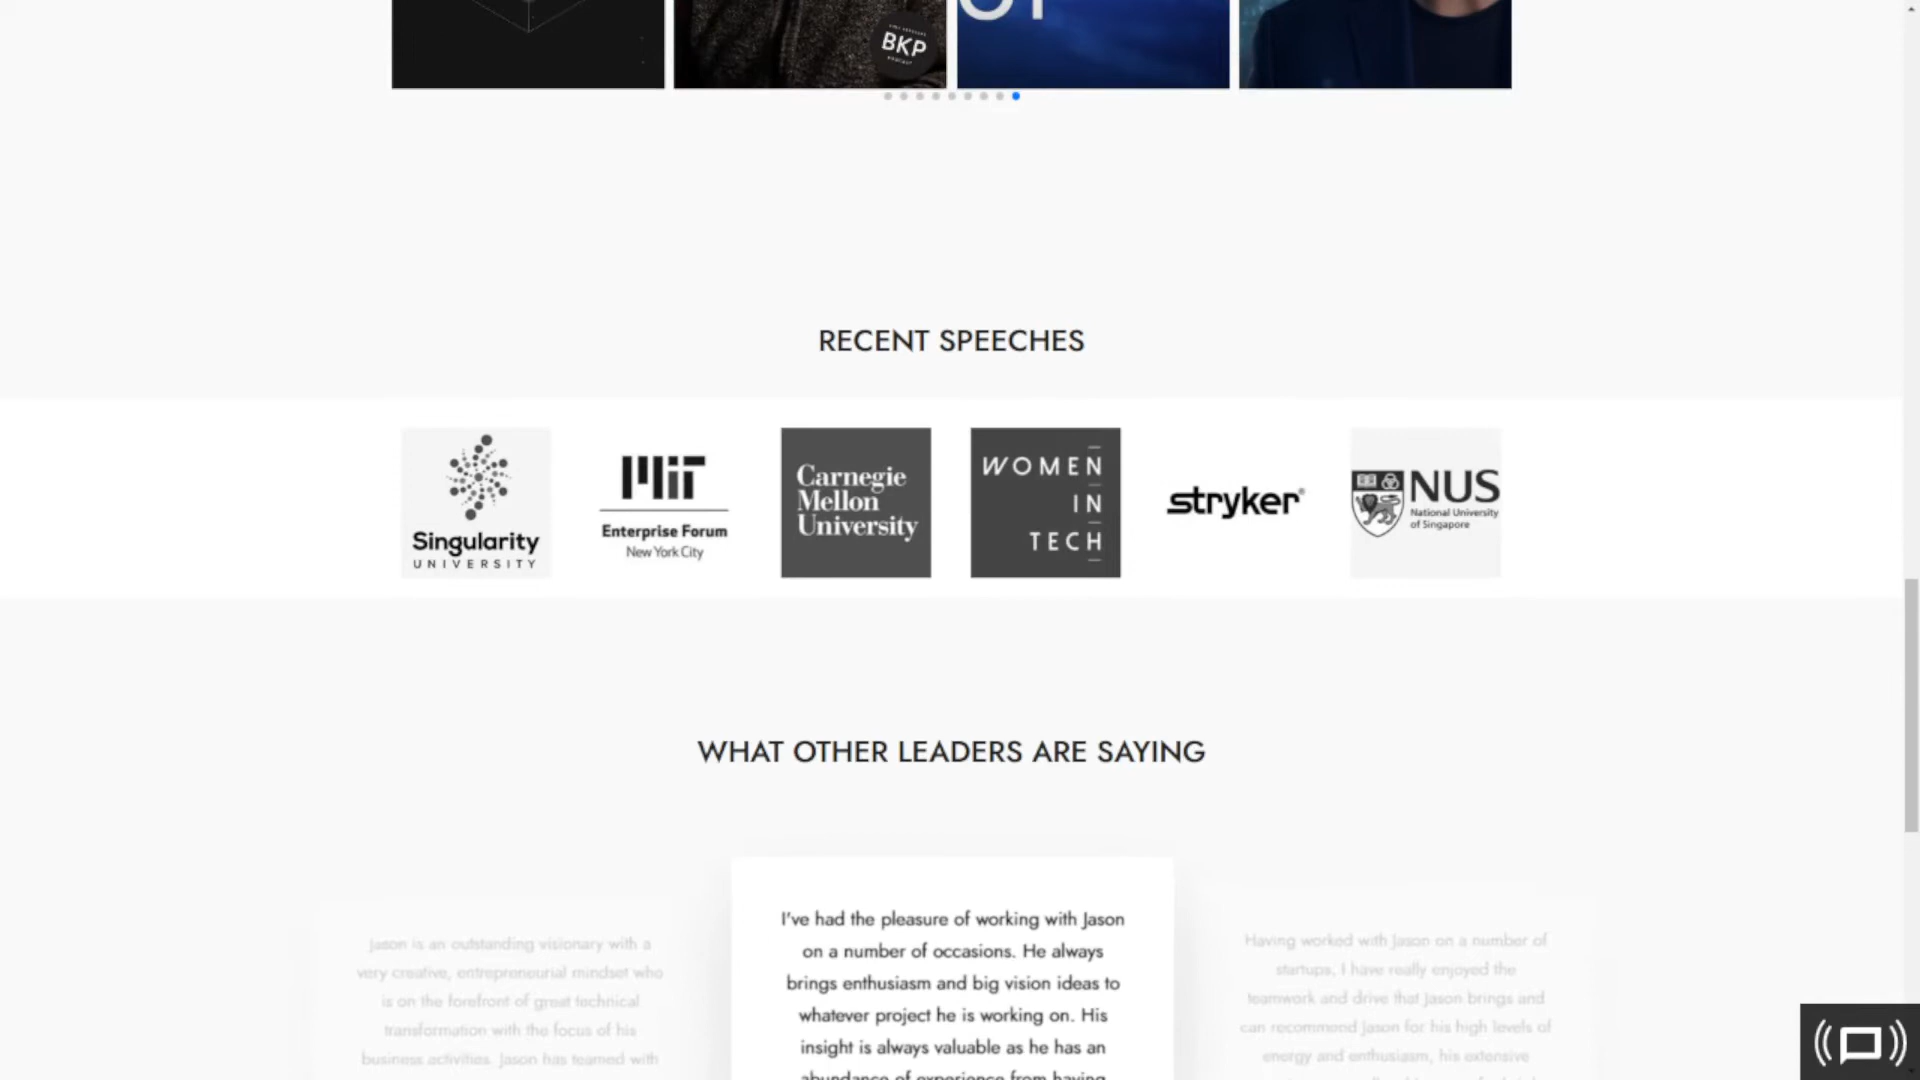 BKP
RECENT SPEECHES
Singularity
UNIVERSITY
MIT
Enterprise Forum
New York City
Carnegie
Mellon
University
WOMEN
IN
TECH
stryker®
NUS
National University
of Singapore
WHAT OTHER LEADERS ARE SAYING
Jason is an outstanding visionary with a
very creative, entrepreneurial mindset who
is on the forefront of great technical
transformation with the focus of his
business activities. Jason has teamed with
I've had the pleasure of working with Jason
on a number of occasions. He always
brings enthusiasm and big vision ideas to
whatever project he is working on. His
insight is always valuable as he has an
abundance of experience from having
Having worked with Jason on a number of
startups, I have really enjoyed the
teamwork and drive that Jason brings and
can recommend Jason for his high levels of
energy and enthusiasm, his extensive